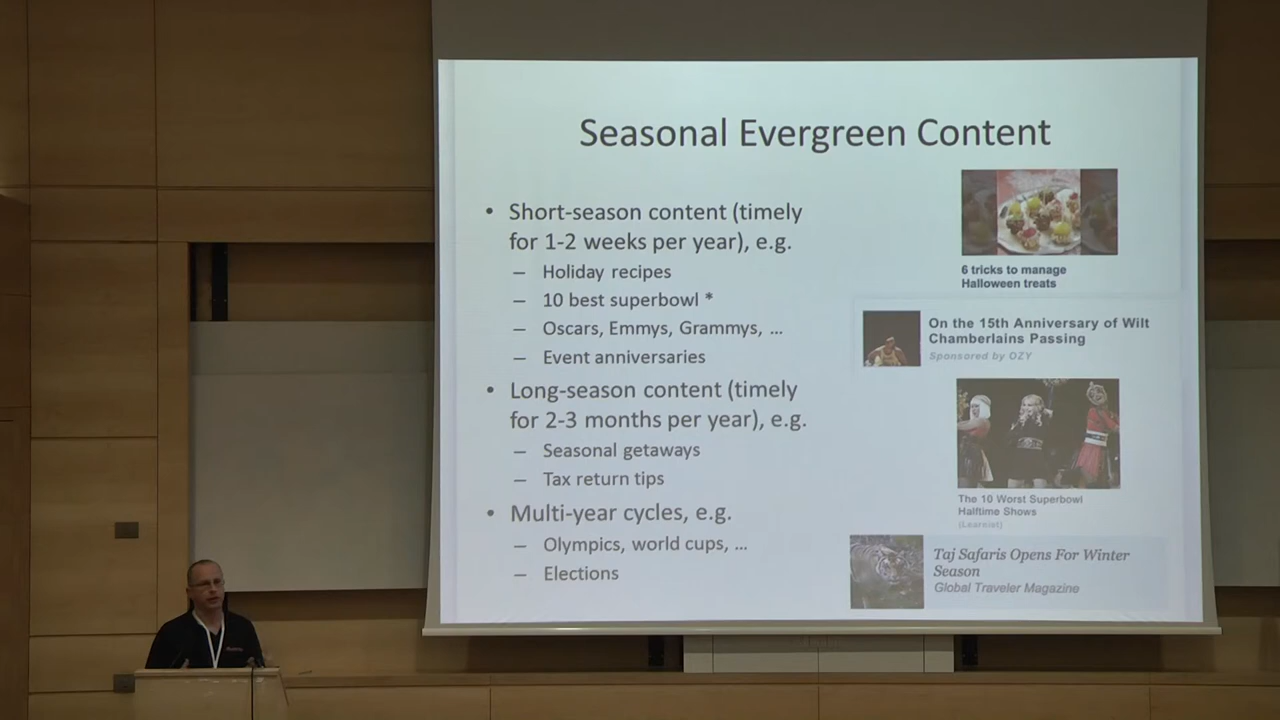 Seasonal Evergreen Content
• Short-season content (timely
for 1-2 weeks per year), e.g.
– Holiday recipes
– 10 best superbowl *
– Oscars, Emmys, Grammys, ...
– Event anniversaries
• Long-season content (timely
for 2-3 months per year), e.g.
– Seasonal getaways
– Tax return tips
• Multi-year cycles, e.g.
– Olympics, world cups, ...
– Elections
6 tricks to manage
Halloween treats
On the 15th Anniversary of Wilt
Chamberlains Passing
Sponsored by OZY
The 10 Worst Superbowl
Halftime Shows
(Learnist)
Taj Safaris Opens For Winter
Season
Global Traveler Magazine